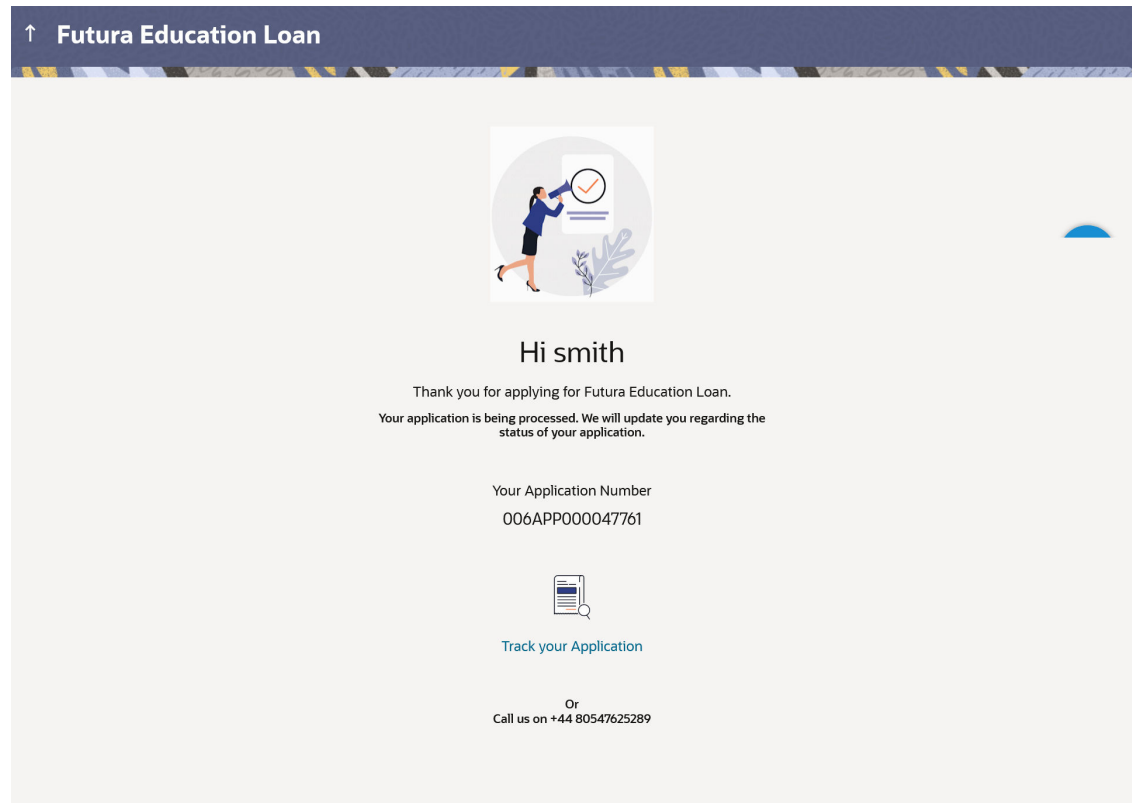 Futura Education Loan
Hi smith
Thank you for applying for Futura Education Loan.
Your application is being processed. We will update you regarding the
status of your application.
Your Application Number
006APP000047761
Track your Application
Or
Call us on +44 80547625289